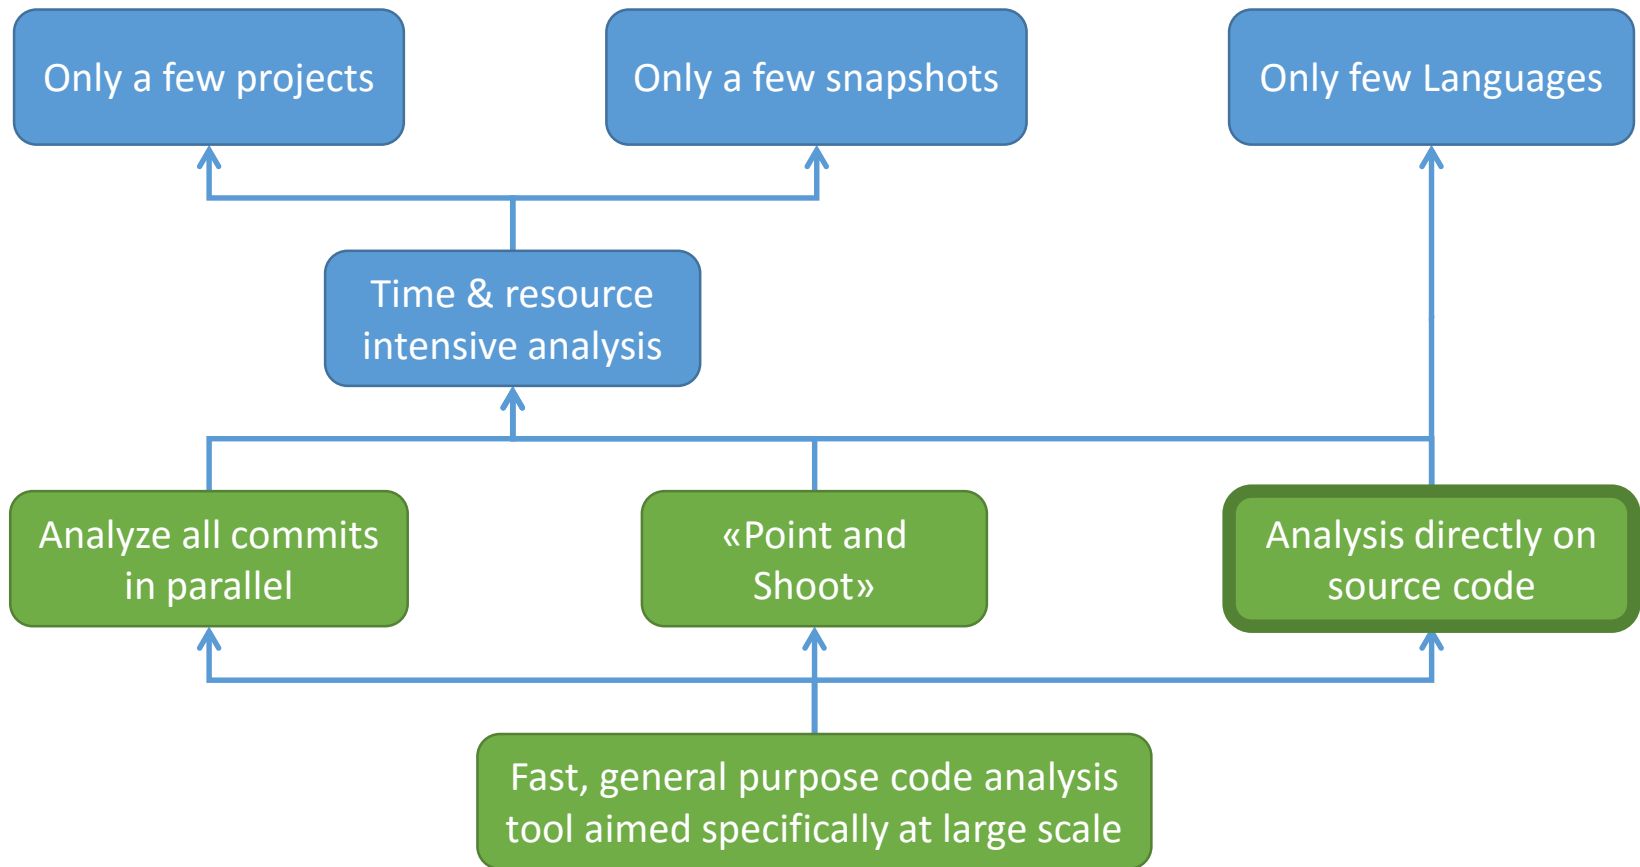 Only a few projects
Only a few snapshots
Only few Languages
Time & resource
intensive analysis
Analyze all commits
in parallel
«Point and
Shoot»
Analysis directly on
source code
Fast, general purpose code analysis
tool aimed specifically at large scale